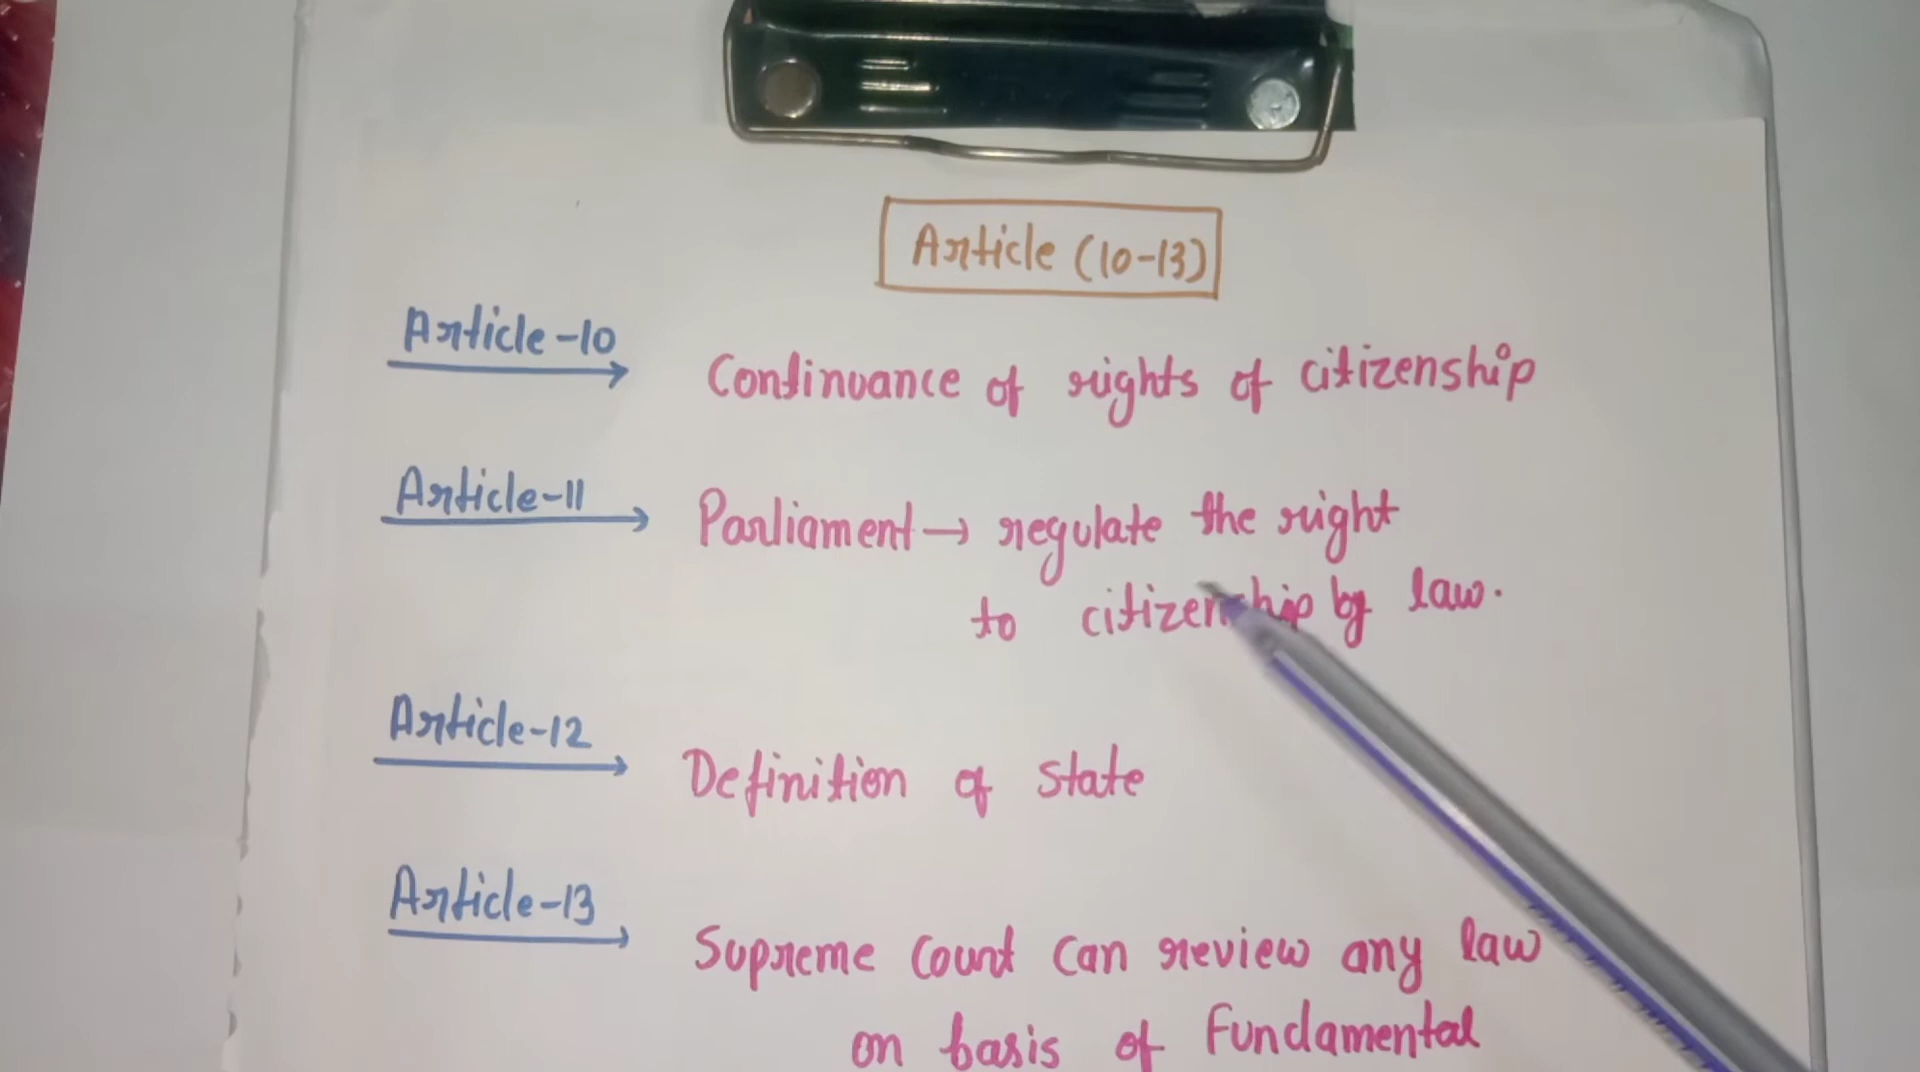 Article (10-13)
Article-10
Continuance of rights of citizenship
Article-11
Parliament → regulate the right
to citizenship by law.
Article-12
Definition of state
Article-13
Supreme Court can review any law
on basis of Fundamental